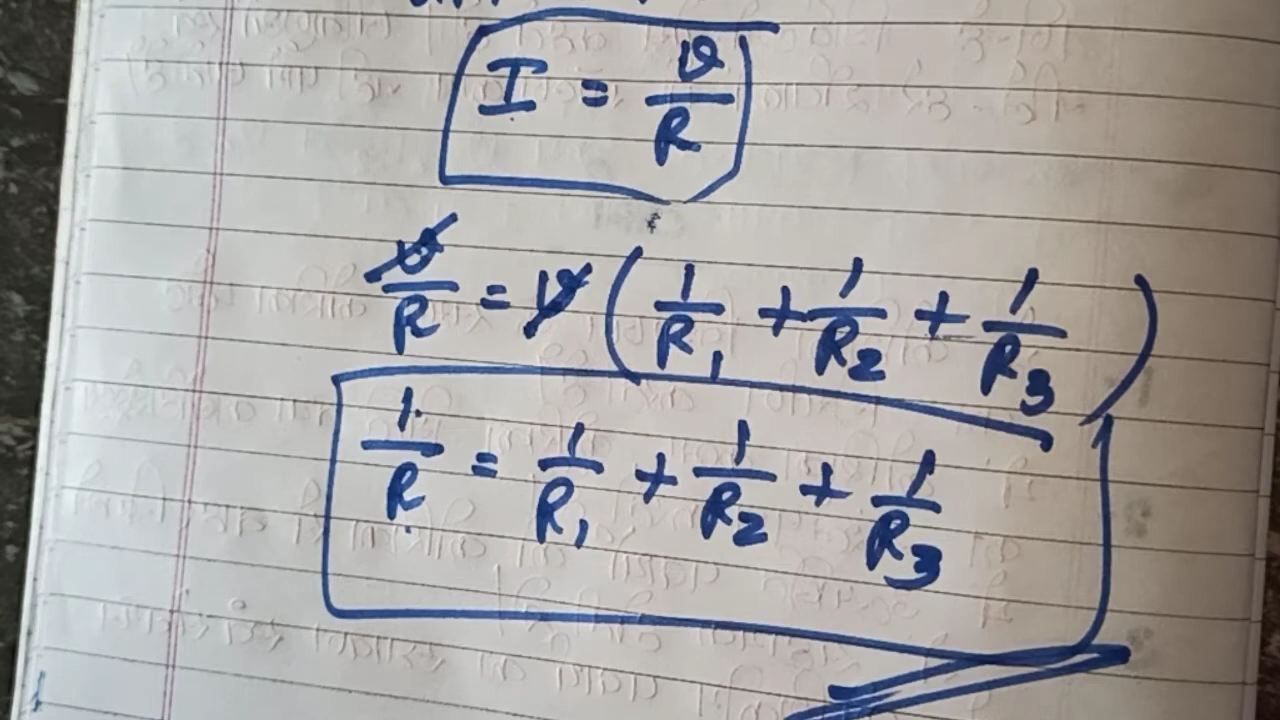 I = v/R
v/R = v ( 1/R₁ + 1/R₂ + 1/R₃ )
1/R = 1/R₁ + 1/R₂ + 1/R₃